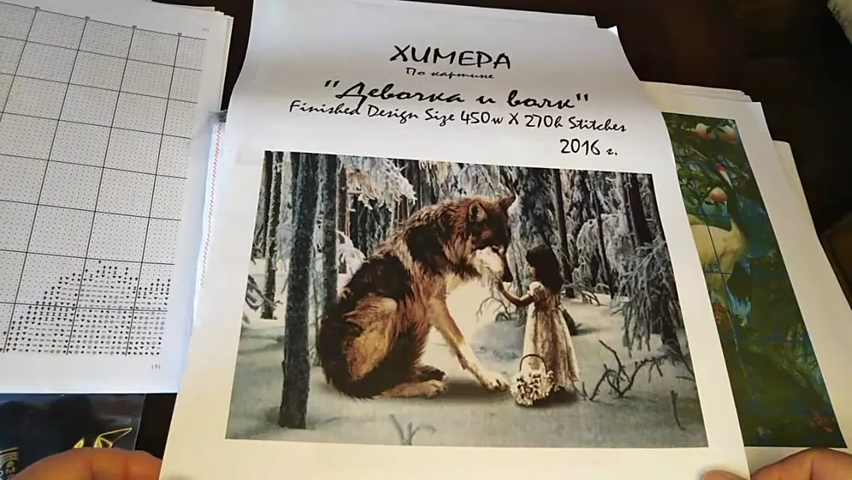 ХИМЕРА
По картине
"Девочка и волк"
Finished Design Size 450w X 270h Stitches
2016 г.